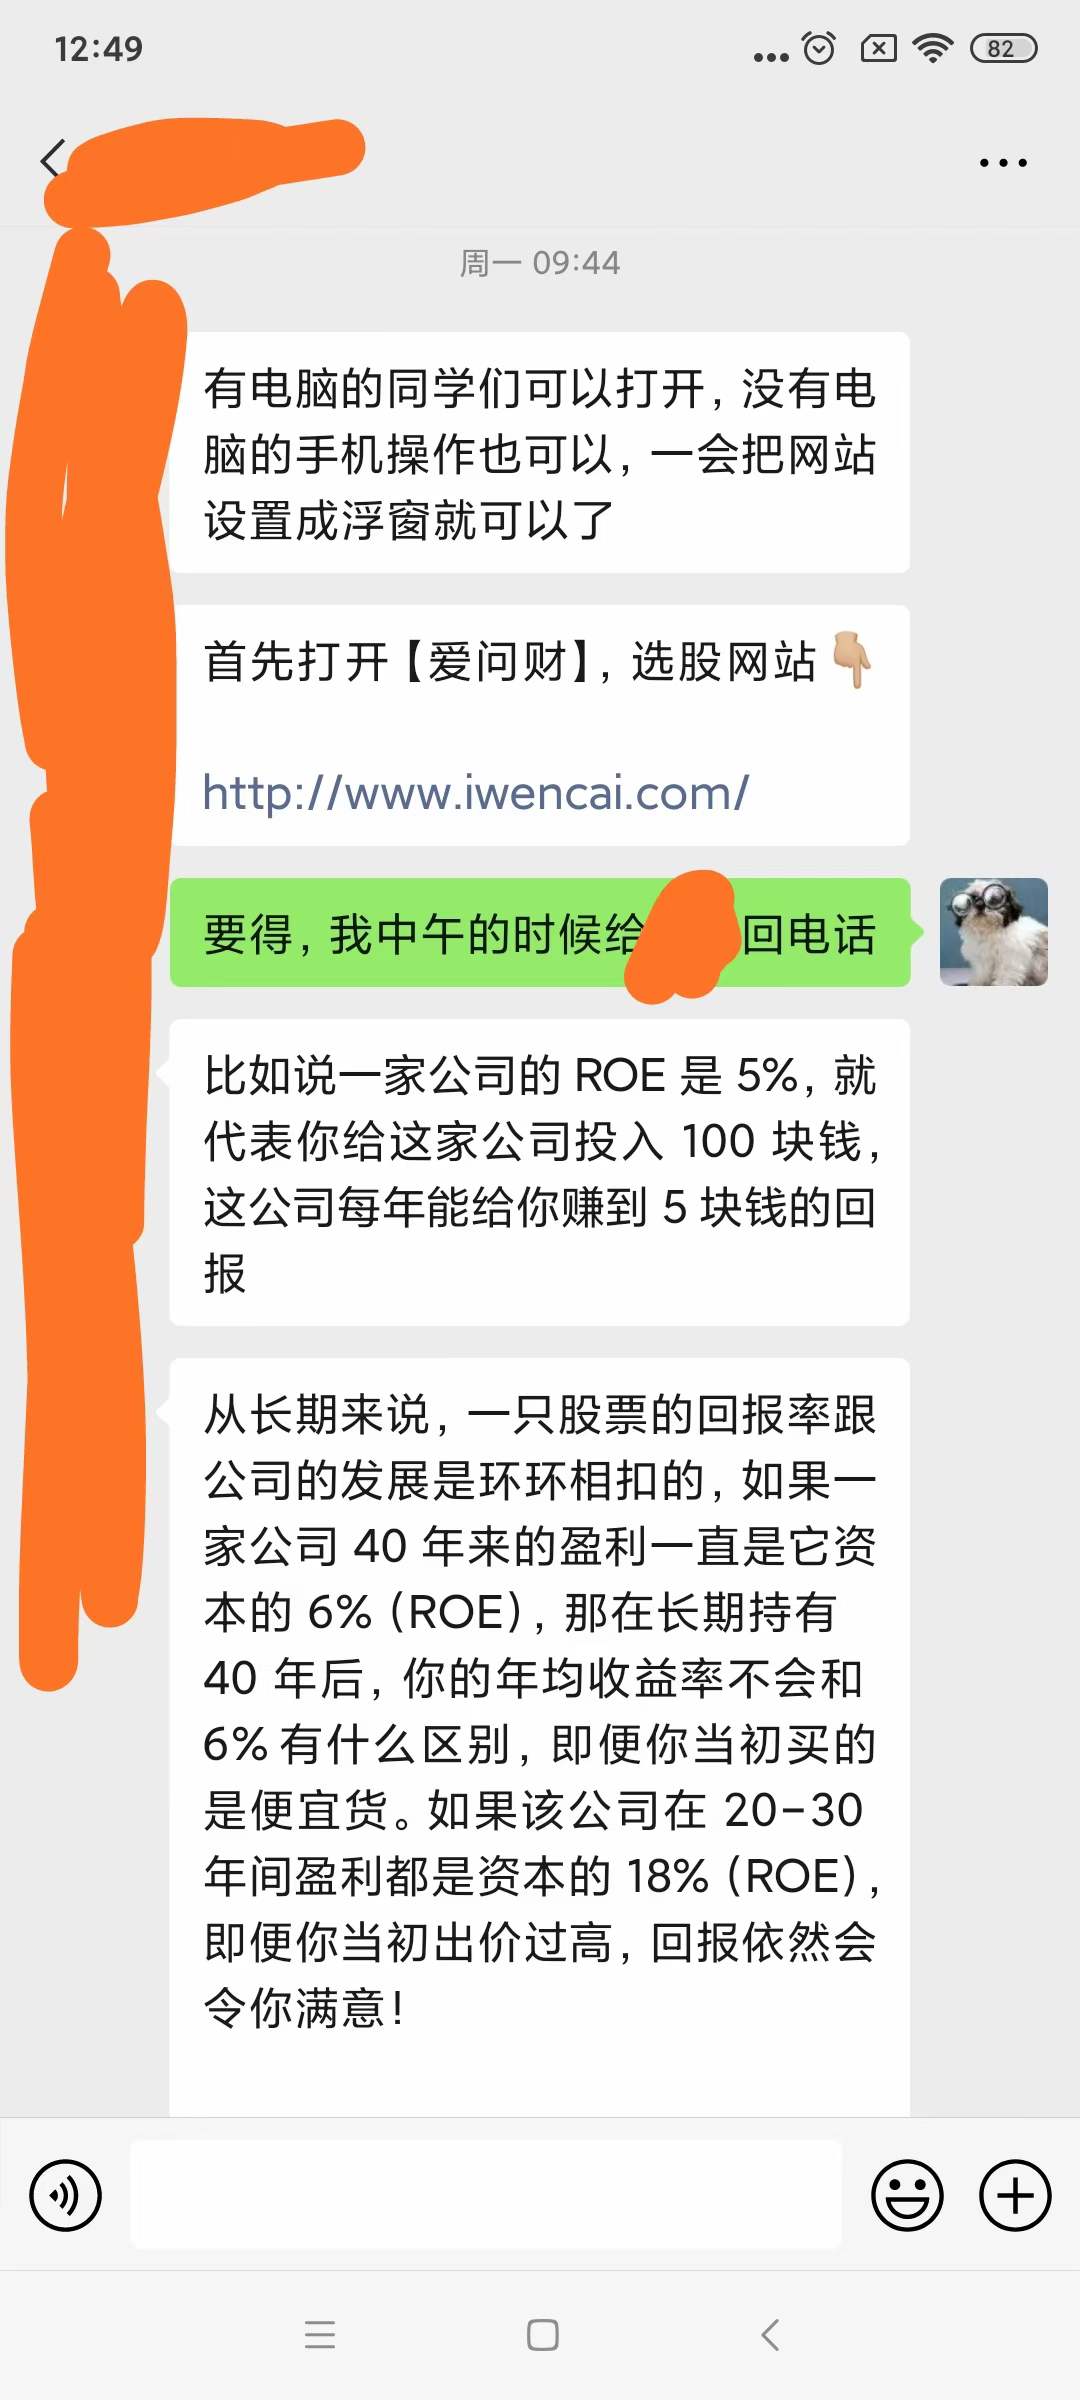 12:49
82
周一 09:44
有电脑的同学们可以打开,没有电
脑的手机操作也可以,一会把网站
设置成浮窗就可以了
首先打开【爱问财】,选股网站👇🏼
http://www.iwencai.com/
要得,我中午的时候给
回电话
比如说一家公司的 ROE 是 5%,就
代表你给这家公司投入 100 块钱,
这公司每年能给你赚到 5 块钱的回
报
从长期来说,一只股票的回报率跟
公司的发展是环环相扣的,如果一
家公司 40 年来的盈利一直是它资
本的 6%(ROE),那在长期持有
40 年后,你的年均收益率不会和
6% 有什么区别,即便你当初买的
是便宜货。如果该公司在 20-30
年间盈利都是资本的 18%(ROE),
即便你当初出价过高,回报依然会
令你满意!